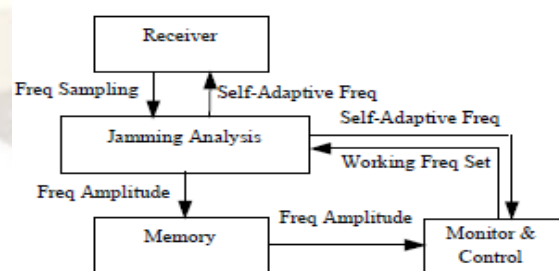 Receiver
Freq Sampling
Self-Adaptive Freq
Self-Adaptive Freq
Jamming Analysis
Working Freq Set
Freq Amplitude
Freq Amplitude
Memory
Monitor &
Control